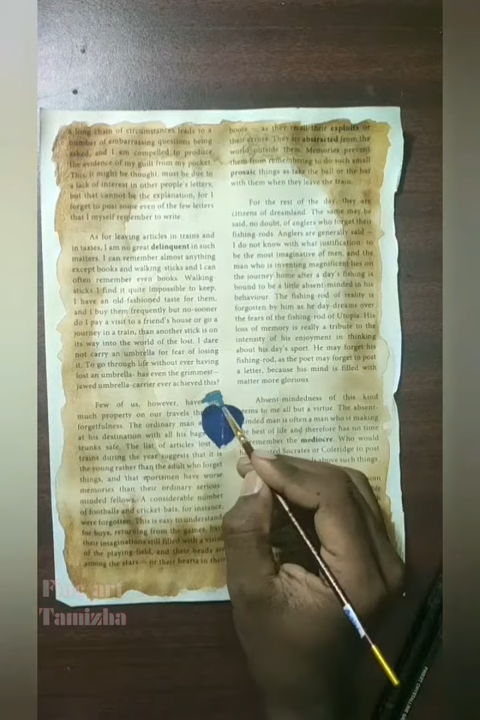 a long chain of circumstances leads to a
number of embarrassing questions being
asked, and I am compelled to produce
the evidence of my guilt from my pocket.
This, it might be thought, must be due to
a lack of interest in other people's letters;
but that cannot be the explanation, for I
forget to post some even of the few letters
that I myself remember to write.
As for leaving articles in trains and
in taxies, I am no great delinquent in such
matters. I can remember almost anything
except books and walking-sticks and I can
often remember even books. Walking-
sticks I find it quite impossible to keep.
I have an old-fashioned taste for them,
and I buy them frequently but no sooner
do I pay a visit to a friend's house or go a
journey in a train, than another stick is on
its way into the world of the lost. I dare
not carry an umbrella for fear of losing
it. To go through life without ever having
lost an umbrella- has even the grimmest-
jewed umbrella-carrier ever achieved this?
Few of us, however, have
much property on our travels
forgetfulness. The ordinary man
at his destination with all his
trunks safe. The list of articles lost
trains during the year suggests that it is
the young rather than the adult who forget
things, and that sportsmen have worse
memories than their ordinary serious-
minded fellows. A considerable number
of footballs and cricket-bats, for instance,
were forgotten. This is easy to understand
for boys, returning from the games,
their imaginations still filled with a vision
of the playing-field, and their heads are
among the stars – or their hearts in their
boots – as they recall their exploits or
their errors. They are abstracted from the
world outside them. Memories prevent
them from remembering to do such small
prosaic things as take the ball or the bat
with them when they leave the train.
For the rest of the day, they are
citizens of dreamland. The same may be
said, no doubt, of anglers who forget their
fishing-rods. Anglers are generally said –
I do not know with what justification- to
be the most imaginative of men, and the
man who is inventing magnificent lies on
the journey home after a day's fishing is
bound to be a little absent-minded in his
behaviour. The fishing-rod of reality is
forgotten by him as he day-dreams over
the fears of the fishing-rod of Utopia. His
loss of memory is really a tribute to the
intensity of his enjoyment in thinking
about his day's sport. He may forget his
fishing-rod, as the poet may forget to post
a letter, because his mind is filled with
matter more glorious.
Absent-mindedness of this kind
seems to me all but a virtue. The absent-
minded man is often a man who is making
the best of life and therefore has no time
remember the mediocre. Who would
Socrates or Coleridge to post
above such things.
Fine art
Tamizha